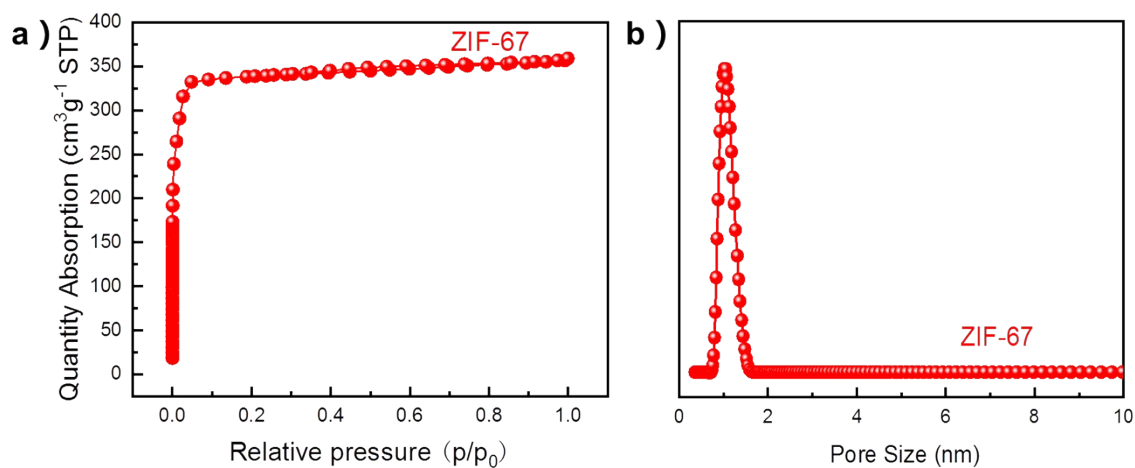 a )
Quantity Absorption (cm³g⁻¹ STP)
400
350
300
250
200
150
100
50
0
ZIF-67
0.0 0.2 0.4 0.6 0.8 1.0
Relative pressure (p/p₀)
b )
ZIF-67
0 2 4 6 8 10
Pore Size (nm)